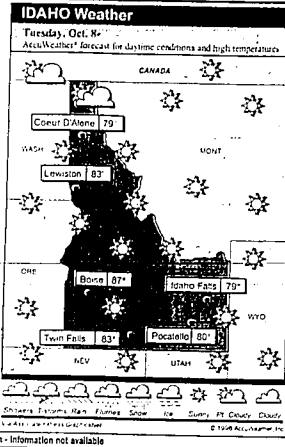 IDAHO Weather
Tuesday, Oct. 8
AccuWeather® forecast for daytime conditions and high temperatures
CANADA
Coeur D'Alene 79°
WASH
MONT
Lewiston 83°
ORE
Boise 87°
Idaho Falls 79°
WYO
Twin Falls 83°
Pocatello 80°
NEV
UTAH
Showers T-storms Rain Flurries Snow Ice Sunny Pt. Cloudy Cloudy
© 1996 AccuWeather, Inc.
- Information not available